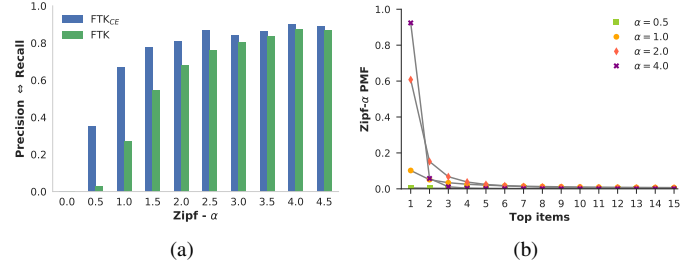 Precision ⇔ Recall
1.0
0.8
0.6
0.4
0.2
0.0
FTK_CE
FTK
0.0 0.5 1.0 1.5 2.0 2.5 3.0 3.5 4.0 4.5
Zipf - α
(a)
Zipf-α PMF
1.0
0.8
0.6
0.4
0.2
0.0
α = 0.5
α = 1.0
α = 2.0
α = 4.0
1 2 3 4 5 6 7 8 9 10 11 12 13 14 15
Top items
(b)